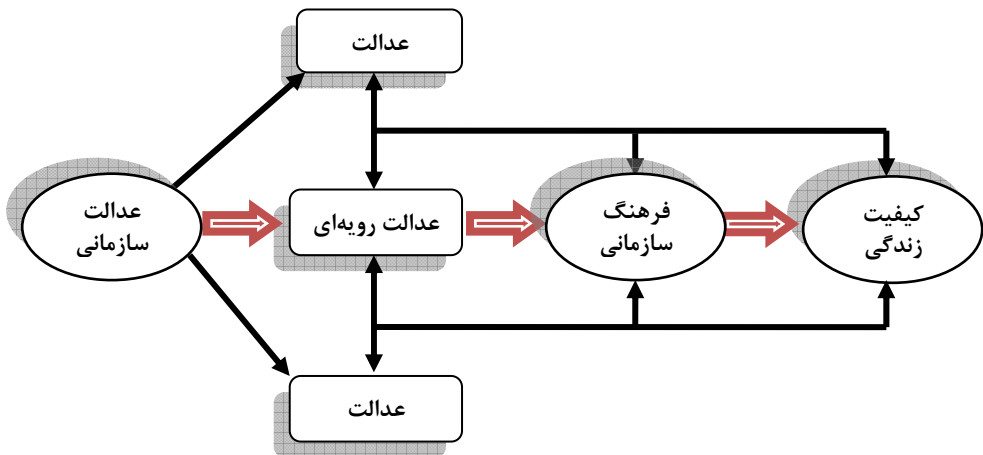 عدالت
عدالت
سازمانی
عدالت رویه‌ای
فرهنگ
سازمانی
کیفیت
زندگی
عدالت